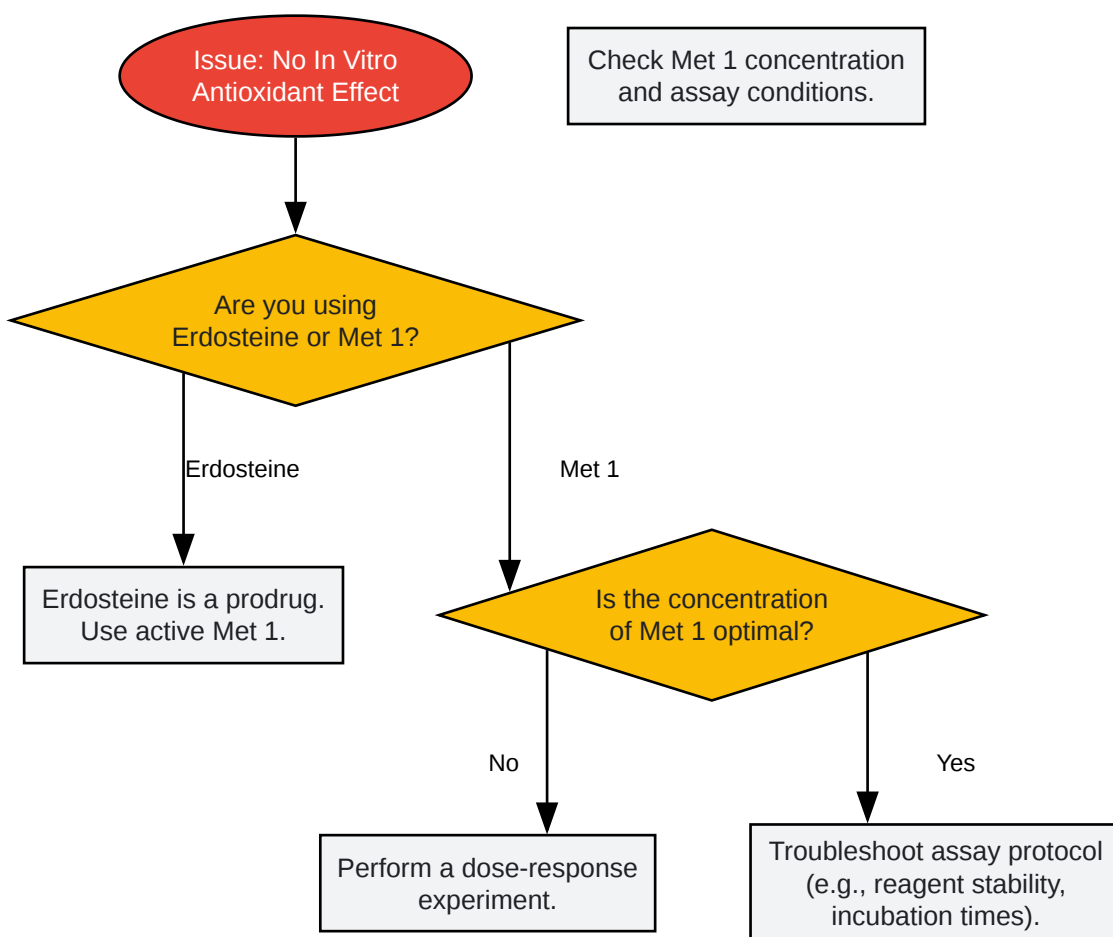 Issue: No In Vitro
Antioxidant Effect
Check Met 1 concentration
and assay conditions.
Are you using
Erdosteine or Met 1?
Erdosteine
Met 1
Erdosteine is a prodrug.
Use active Met 1.
Is the concentration
of Met 1 optimal?
No
Yes
Perform a dose-response
experiment.
Troubleshoot assay protocol
(e.g., reagent stability,
incubation times).